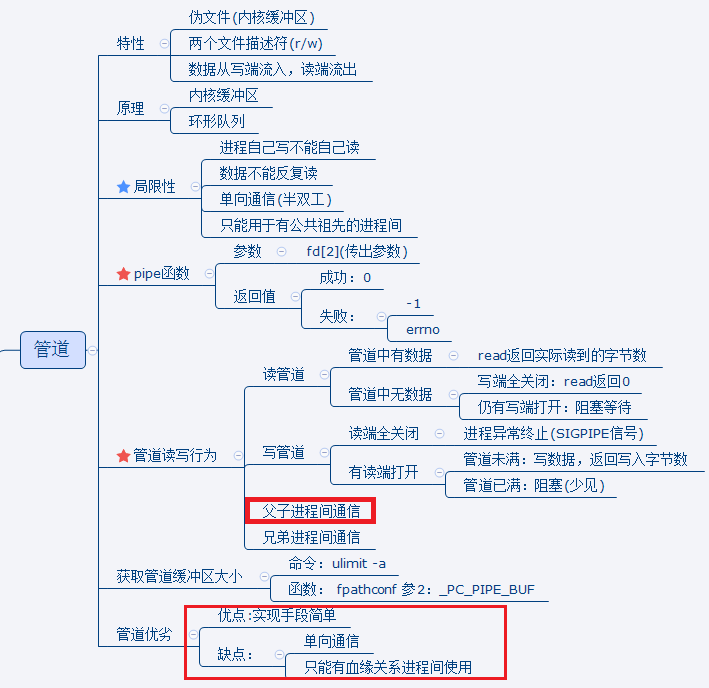 管道
特性
伪文件(内核缓冲区)
两个文件描述符(r/w)
数据从写端流入，读端流出
原理
内核缓冲区
环形队列
局限性
进程自己写不能自己读
数据不能反复读
单向通信(半双工)
只能用于有公共祖先的进程间
pipe函数
参数
fd[2](传出参数)
返回值
成功：0
失败：
-1
errno
管道读写行为
读管道
管道中有数据
read返回实际读到的字节数
管道中无数据
写端全关闭：read返回0
仍有写端打开：阻塞等待
写管道
读端全关闭
进程异常终止(SIGPIPE信号)
有读端打开
管道未满：写数据，返回写入字节数
管道已满：阻塞(少见)
父子进程间通信
兄弟进程间通信
获取管道缓冲区大小
命令：ulimit -a
函数： fpathconf 参2：_PC_PIPE_BUF
管道优劣
优点:实现手段简单
缺点：
单向通信
只能有血缘关系进程间使用